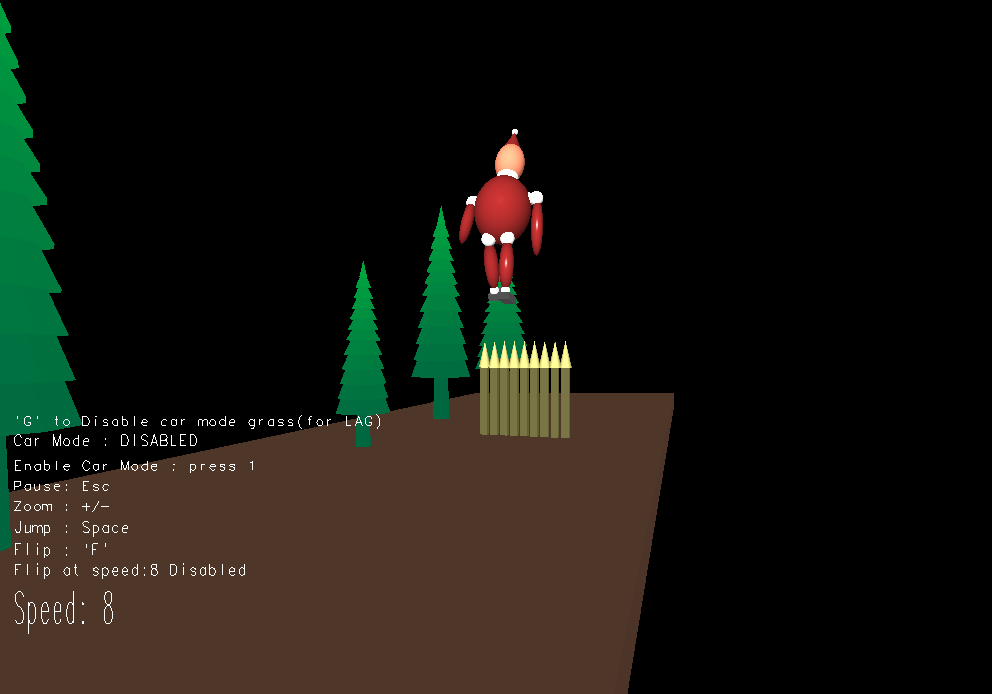 'G' to Disable car mode grass(for LAG)
Car Mode : DISABLED
Enable Car Mode : press 1
Pause: Esc
Zoom : +/-
Jump : Space
Flip : 'F'
Flip at speed:8 Disabled
Speed: 8